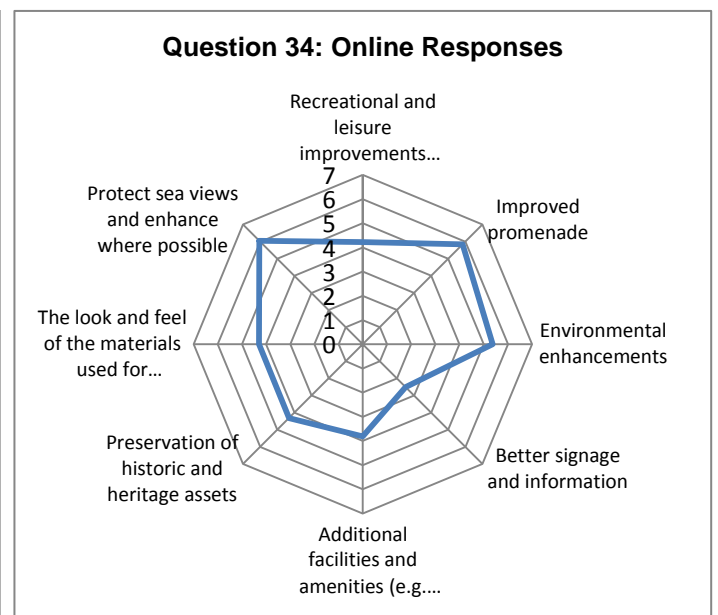 Question 34: Online Responses
Recreational and
leisure
improvements...
7
6
5
4
3
2
1
0
Improved
promenade
Environmental
enhancements
Better signage
and information
Additional
facilities and
amenities (e.g....
Preservation of
historic and
heritage assets
The look and feel
of the materials
used for...
Protect sea views
and enhance
where possible